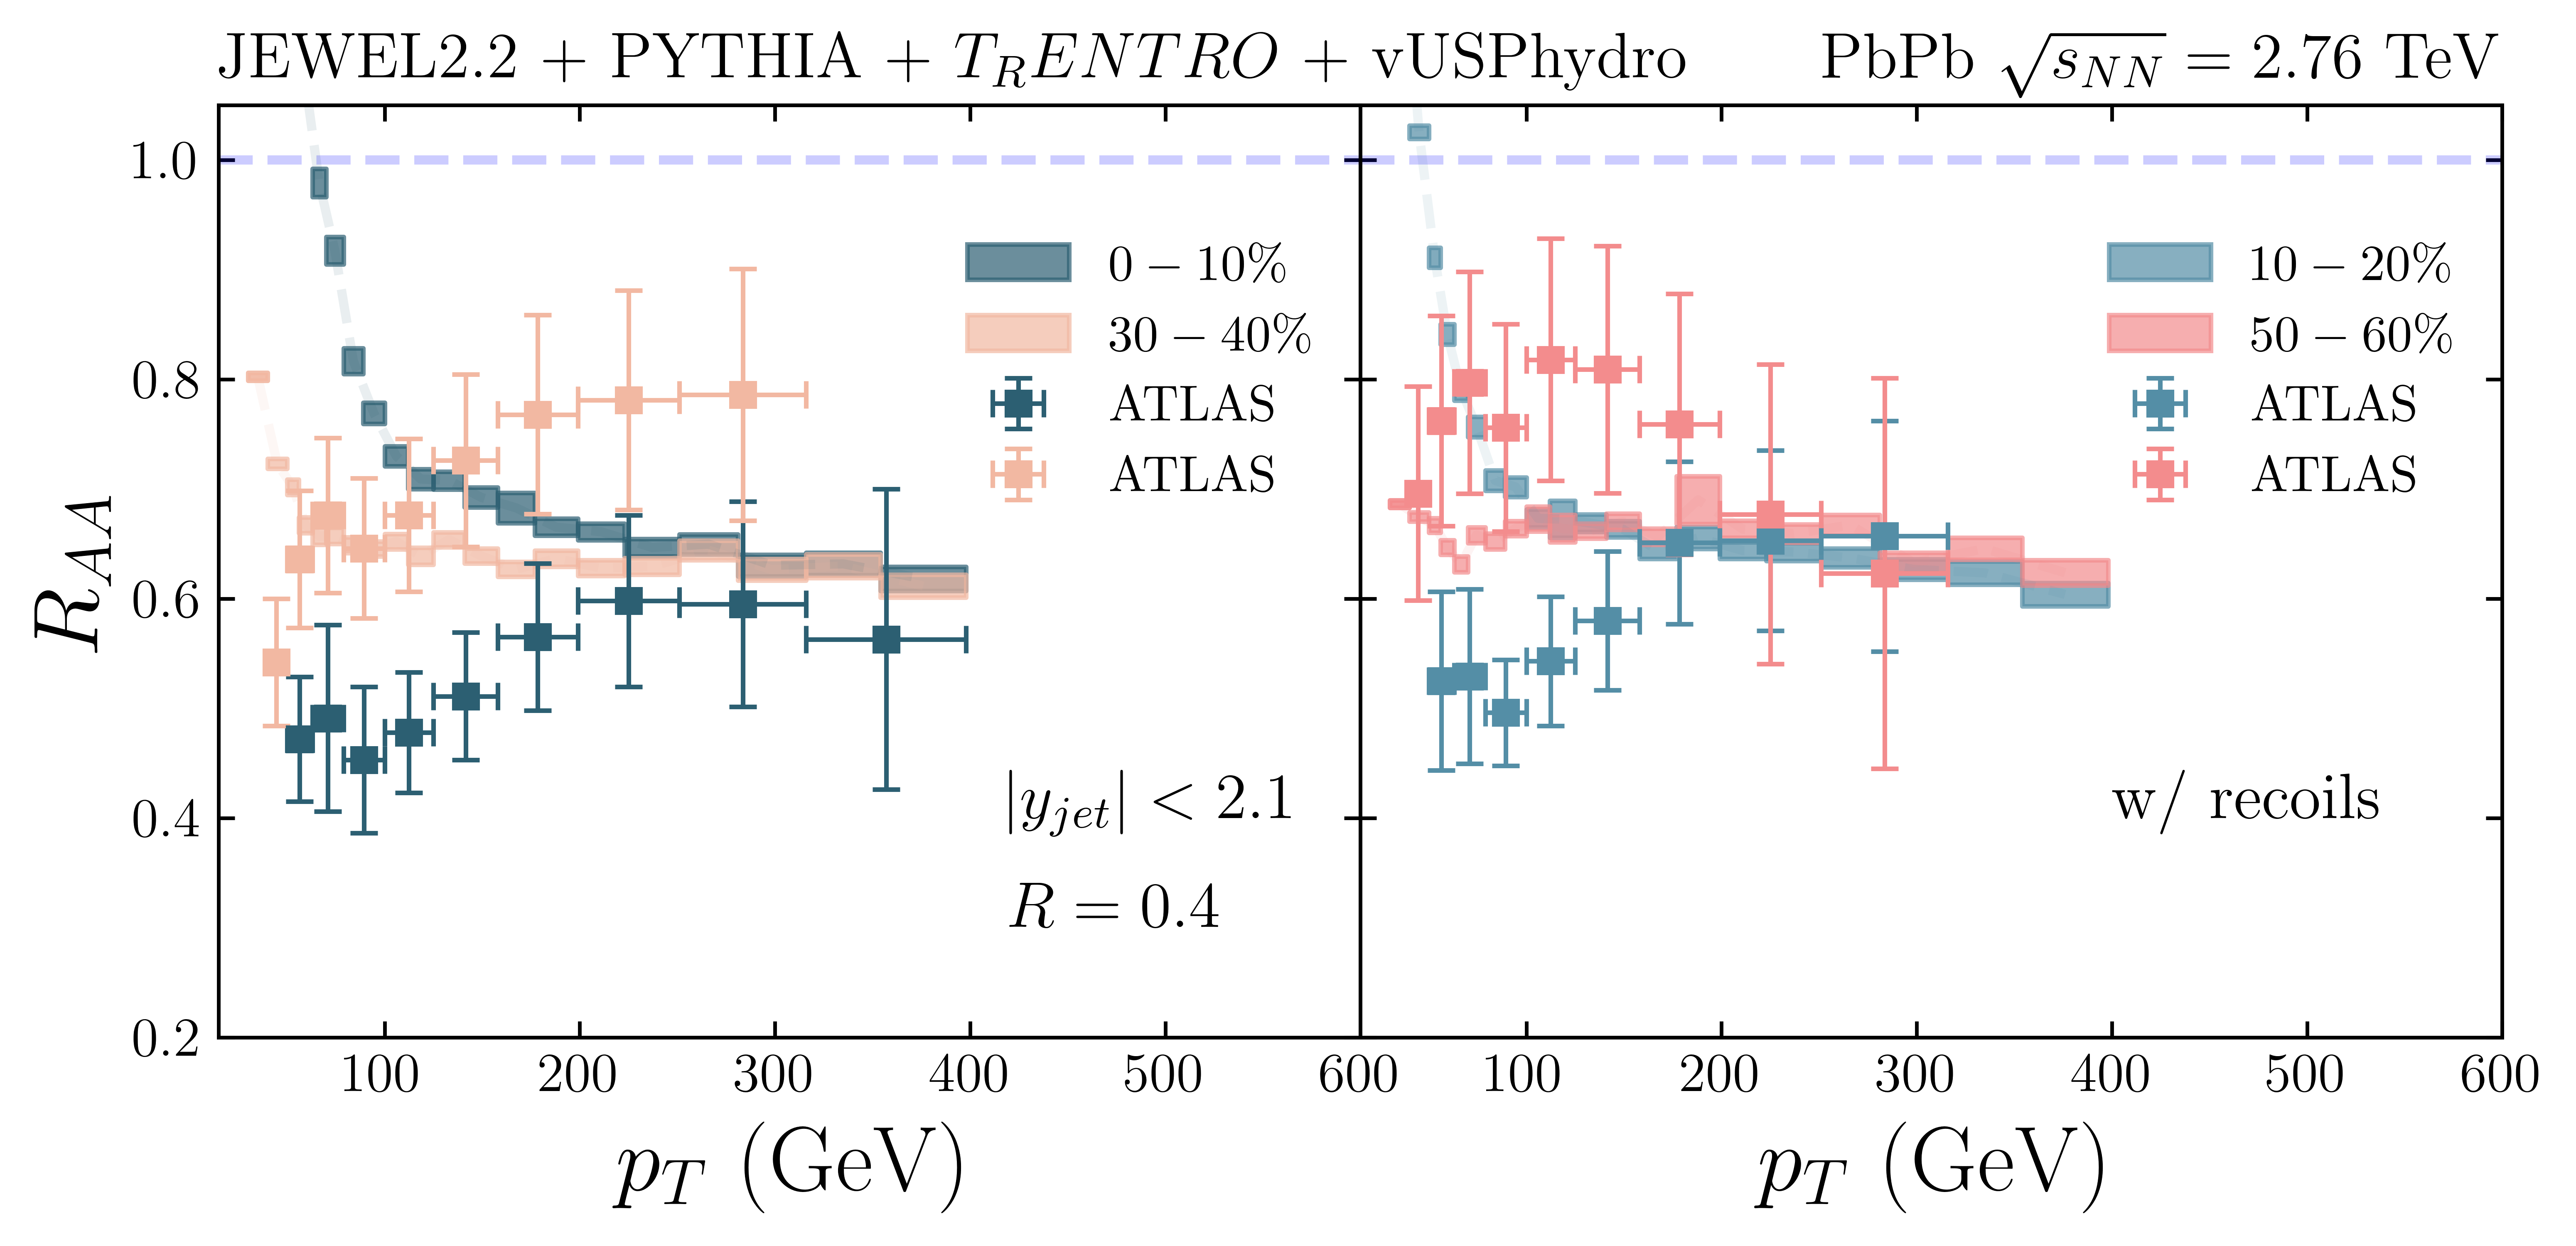 JEWEL2.2 + PYTHIA + T_RENTRO + vUSPhydro PbPb √s_NN = 2.76 TeV
R_AA
1.0
0.8
0.6
0.4
0.2
0 − 10%
30 − 40%
ATLAS
ATLAS
|y_jet| < 2.1
R = 0.4
10 − 20%
50 − 60%
ATLAS
ATLAS
w/ recoils
100 200 300 400 500 600 100 200 300 400 500 600
p_T (GeV) p_T (GeV)